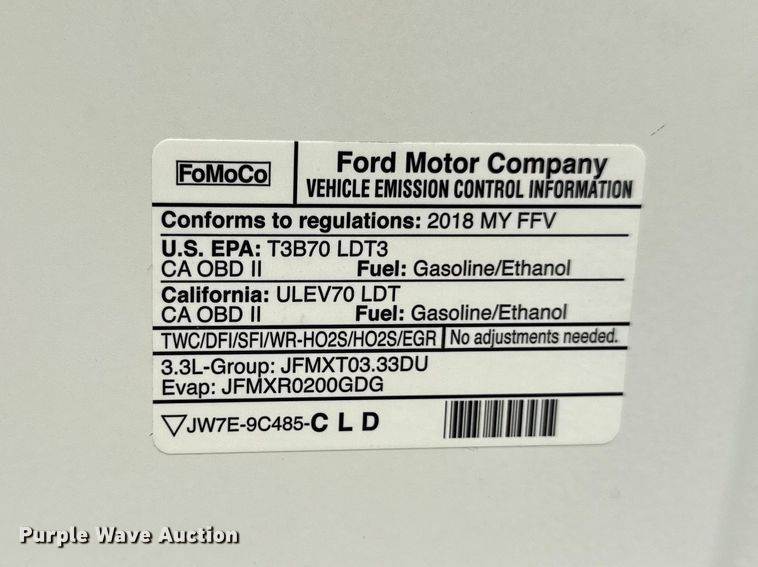 FoMoCo
Ford Motor Company
VEHICLE EMISSION CONTROL INFORMATION
Conforms to regulations: 2018 MY FFV
U.S. EPA: T3B70 LDT3
CA OBD II Fuel: Gasoline/Ethanol
California: ULEV70 LDT
CA OBD II Fuel: Gasoline/Ethanol
TWC/DFI/SFI/WR-HO2S/HO2S/EGR No adjustments needed.
3.3L-Group: JFMXT03.33DU
Evap: JFMXR0200GDG
▽JW7E-9C485-C L D
Purple Wave Auction